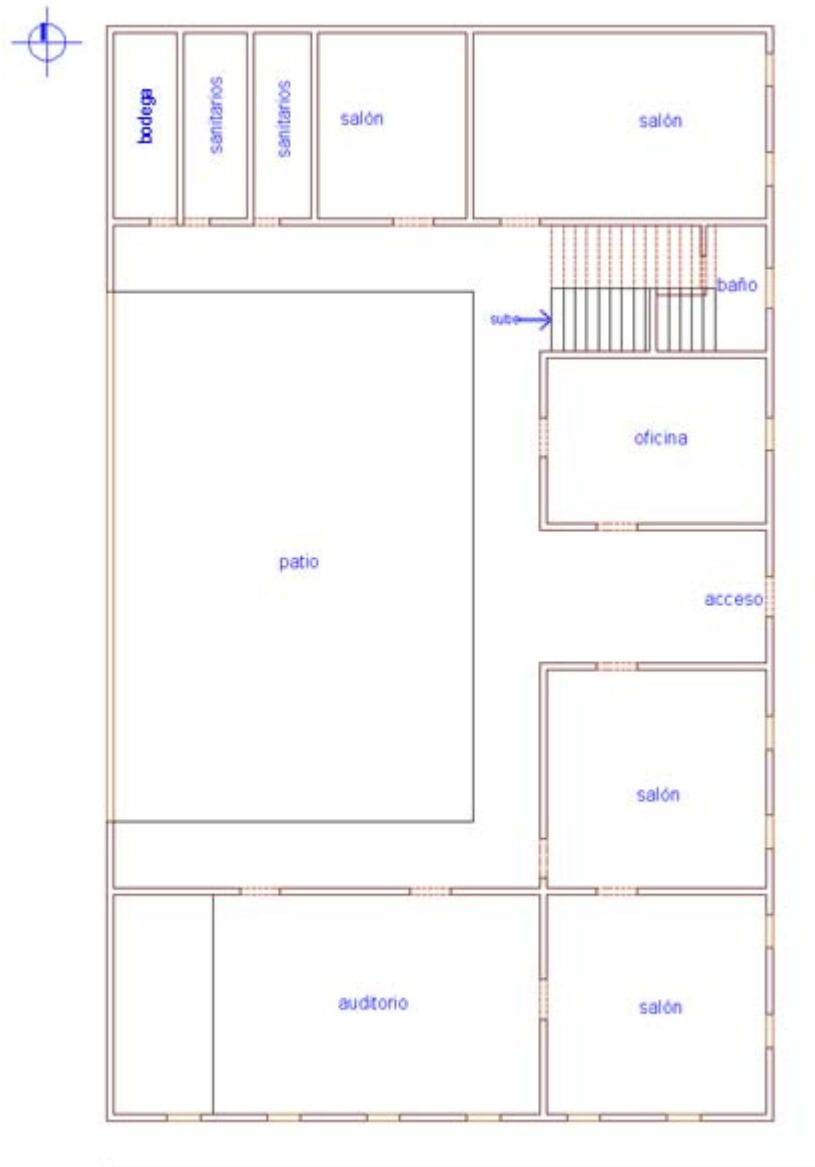 bodega
sanitarios
sanitarios
salón
salón
baño
sube
oficina
patio
acceso
salón
auditorio
salón